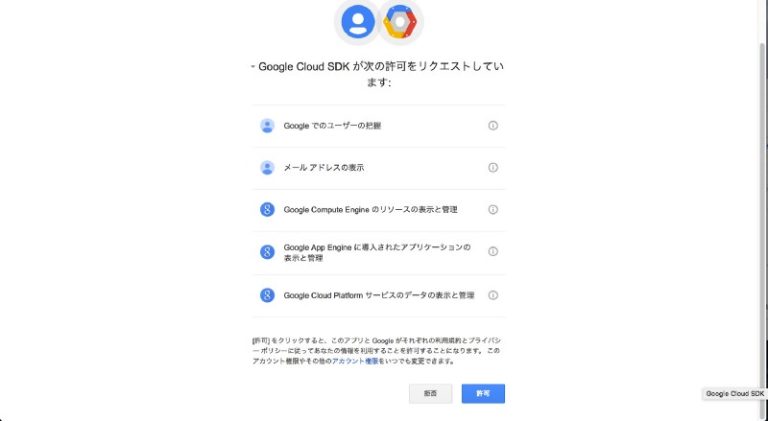 - Google Cloud SDK が次の許可をリクエストしてい
ます:
Google でのユーザーの把握
メール アドレスの表示
Google Compute Engine のリソースの表示と管理
Google App Engine に導入されたアプリケーションの
表示と管理
Google Cloud Platform サービスのデータの表示と管理
[許可] をクリックすると、このアプリと Google がそれぞれの利用規約とプライバシ
ー ポリシーに従ってあなたの情報を利用することを許可することになります。 この
アカウント権限やその他のアカウント権限をいつでも変更できます。
拒否
許可
Google Cloud SDK